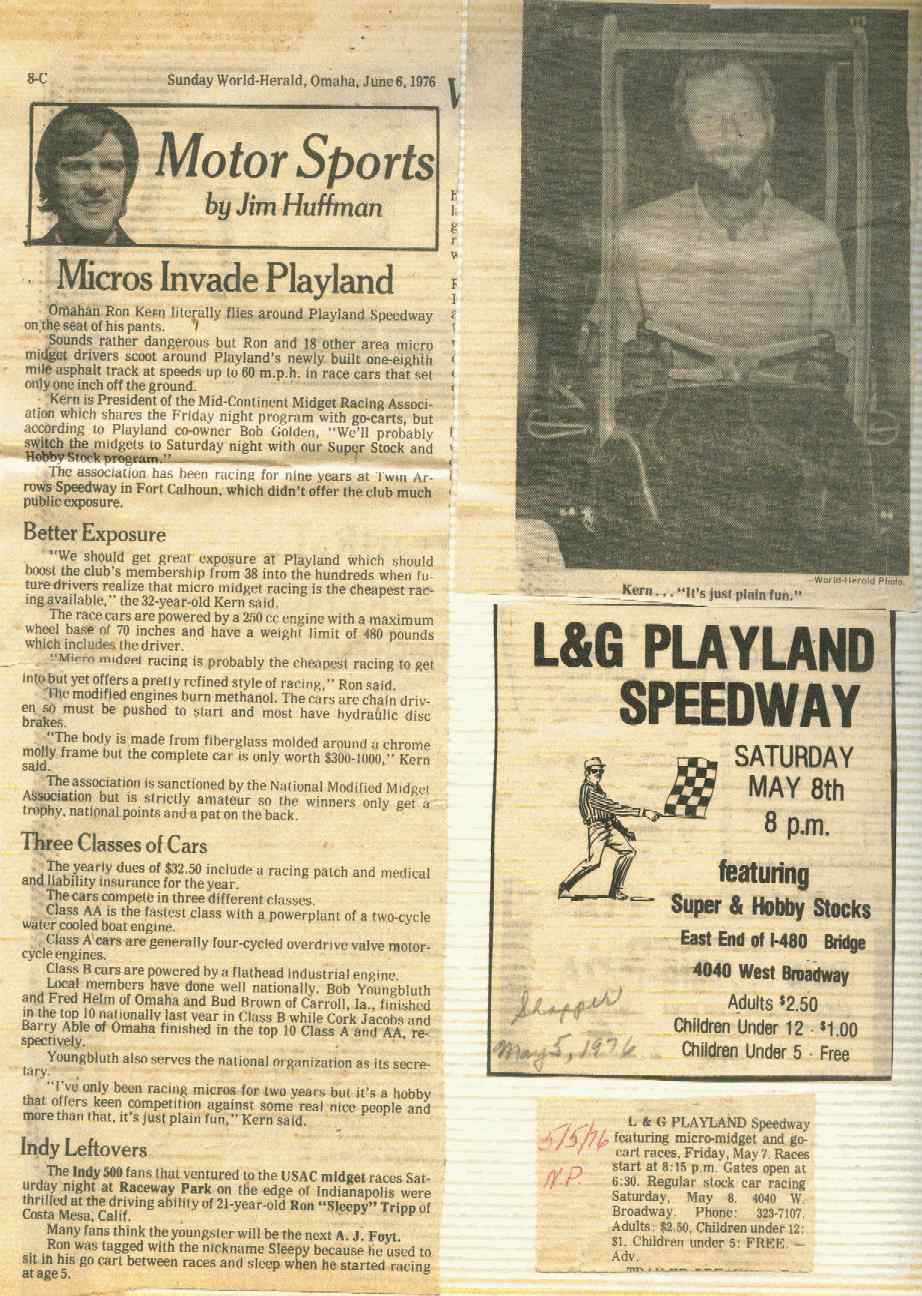 8-C Sunday World-Herald, Omaha, June 6, 1976
Motor Sports
by Jim Huffman
Micros Invade Playland
Omahan Ron Kern literally flies around Playland Speedway
on the seat of his pants.
Sounds rather dangerous but Ron and 18 other area micro
midget drivers scoot around Playland's newly built one-eighth
mile asphalt track at speeds up to 60 m.p.h. in race cars that set
only one inch off the ground.
Kern is President of the Mid-Continent Midget Racing Associ-
ation which shares the Friday night program with go-carts, but
according to Playland co-owner Bob Golden, "We'll probably
switch the midgets to Saturday night with our Super Stock and
Hobby Stock program."
The association has been racing for nine years at Twin Ar-
rows Speedway in Fort Calhoun, which didn't offer the club much
public exposure.
Better Exposure
"We should get great exposure at Playland which should
boost the club's membership from 38 into the hundreds when fu-
ture drivers realize that micro midget racing is the cheapest rac-
ing available," the 32-year-old Kern said.
The race cars are powered by a 250 cc engine with a maximum
wheel base of 70 inches and have a weight limit of 480 pounds
which includes the driver.
"Micro midget racing is probably the cheapest racing to get
into but yet offers a pretty refined style of racing," Ron said.
The modified engines burn methanol. The cars are chain driv-
en so must be pushed to start and most have hydraulic disc
brakes.
"The body is made from fiberglass molded around a chrome
molly frame but the complete car is only worth $300-1000," Kern
said.
The association is sanctioned by the National Modified Midget
Association but is strictly amateur so the winners only get a
trophy, national points and a pat on the back.
Three Classes of Cars
The yearly dues of $32.50 include a racing patch and medical
and liability insurance for the year.
The cars compete in three different classes.
Class AA is the fastest class with a powerplant of a two-cycle
water cooled boat engine.
Class A cars are generally four-cycled overdrive valve motor-
cycle engines.
Class B cars are powered by a flathead industrial engine.
Local members have done well nationally. Bob Youngbluth
and Fred Helm of Omaha and Bud Brown of Carroll, Ia., finished
in the top 10 nationally last year in Class B while Cork Jacobs and
Barry Able of Omaha finished in the top 10 Class A and AA, re-
spectively.
Youngbluth also serves the national organization as its secre-
tary.
"I've only been racing micros for two years but it's a hobby
that offers keen competition against some real nice people and
more than that, it's just plain fun," Kern said.
Indy Leftovers
The Indy 500 fans that ventured to the USAC midget races Sat-
urday night at Raceway Park on the edge of Indianapolis were
thrilled at the driving ability of 21-year-old Ron "Sleepy" Tripp of
Costa Mesa, Calif.
Many fans think the youngster will be the next A. J. Foyt.
Ron was tagged with the nickname Sleepy because he used to
sit in his go cart between races and sleep when he started racing
at age 5.
—World-Herald Photo.
Kern . . . "It's just plain fun."
L&G PLAYLAND
SPEEDWAY
SATURDAY
MAY 8th
8 p.m.
featuring
Super & Hobby Stocks
East End of I-480 Bridge
4040 West Broadway
Adults $2.50
Children Under 12 - $1.00
Children Under 5 - Free
Shopper
May 5, 1976
5/5/76
N.P.
L & G PLAYLAND Speedway
featuring micro-midget and go-
cart races, Friday, May 7. Races
start at 8:15 p.m. Gates open at
6:30. Regular stock car racing
Saturday, May 8. 4040 W.
Broadway. Phone: 323-7107.
Adults: $2.50, Children under 12:
$1. Children under 5: FREE. —
Adv.